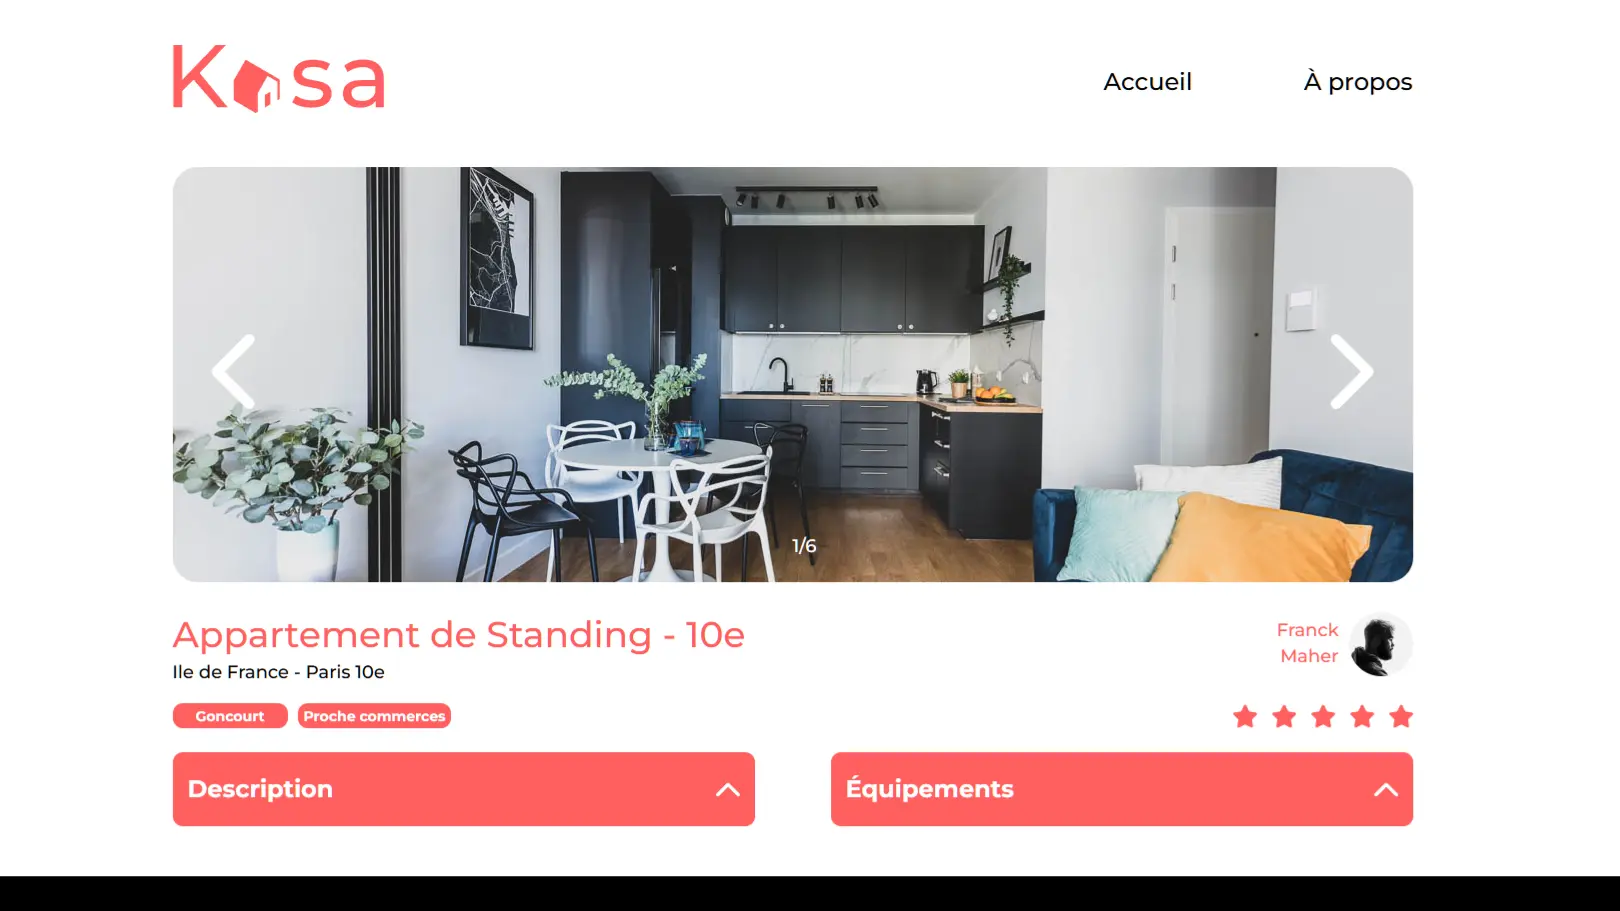 Kasa
Accueil
À propos
1/6
Appartement de Standing - 10e
Ile de France - Paris 10e
Franck
Maher
Goncourt
Proche commerces
Description
Équipements